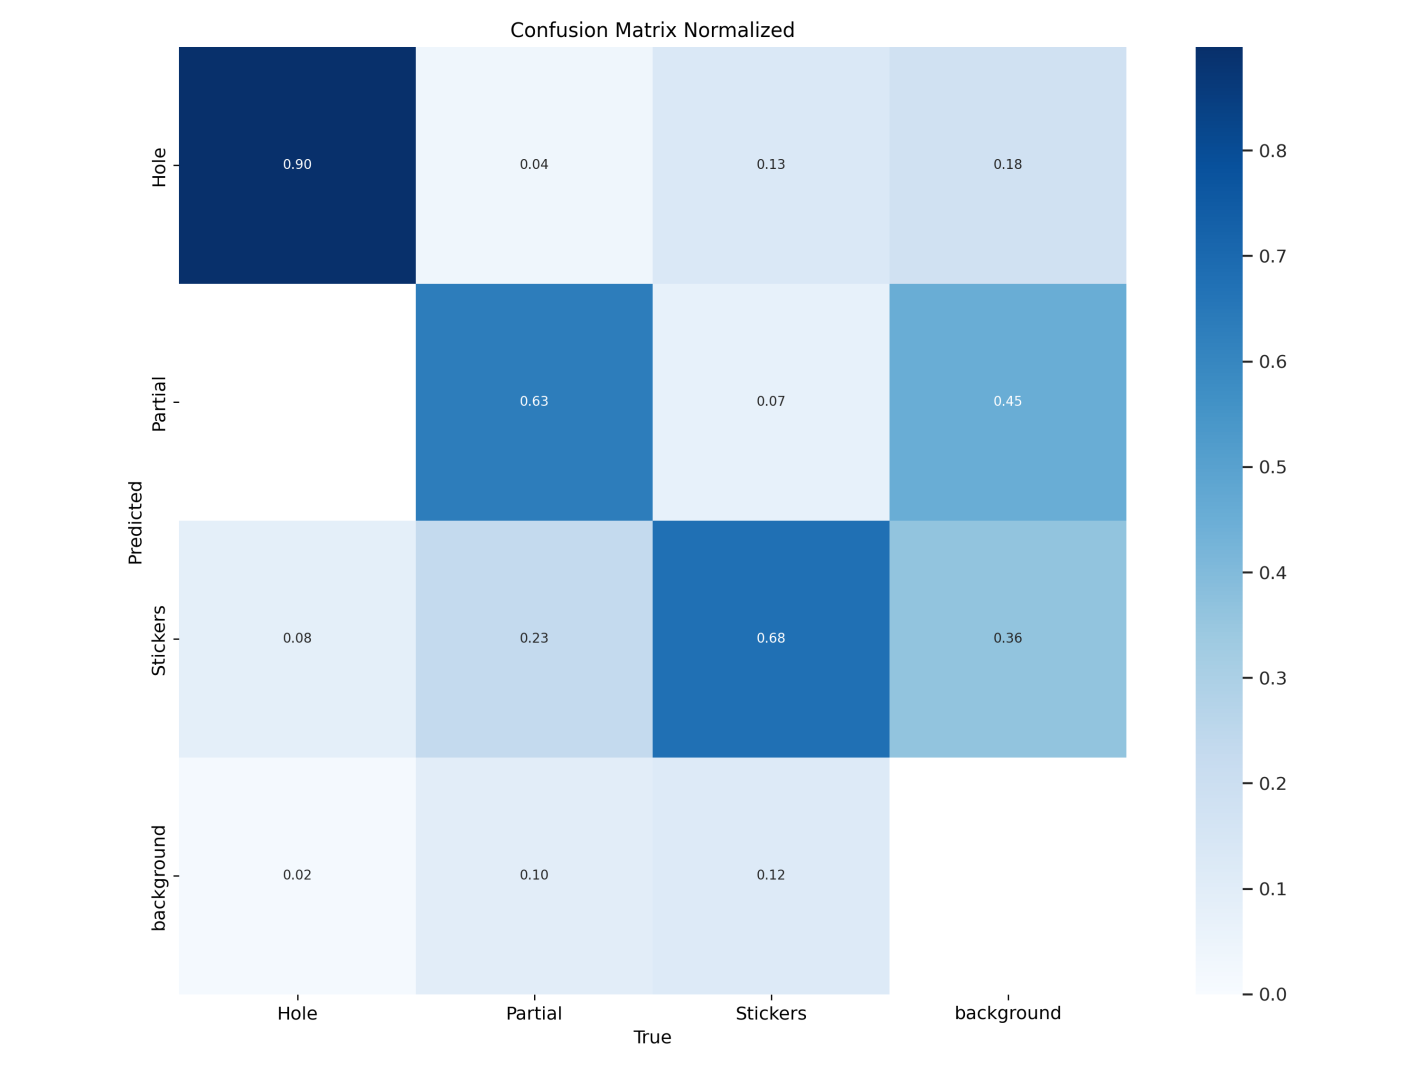 Confusion Matrix Normalized
Hole
0.90
0.04
0.13
0.18
Partial
0.63
0.07
0.45
Stickers
0.08
0.23
0.68
0.36
background
0.02
0.10
0.12
Predicted
Hole
Partial
Stickers
background
True
0.8
0.7
0.6
0.5
0.4
0.3
0.2
0.1
0.0